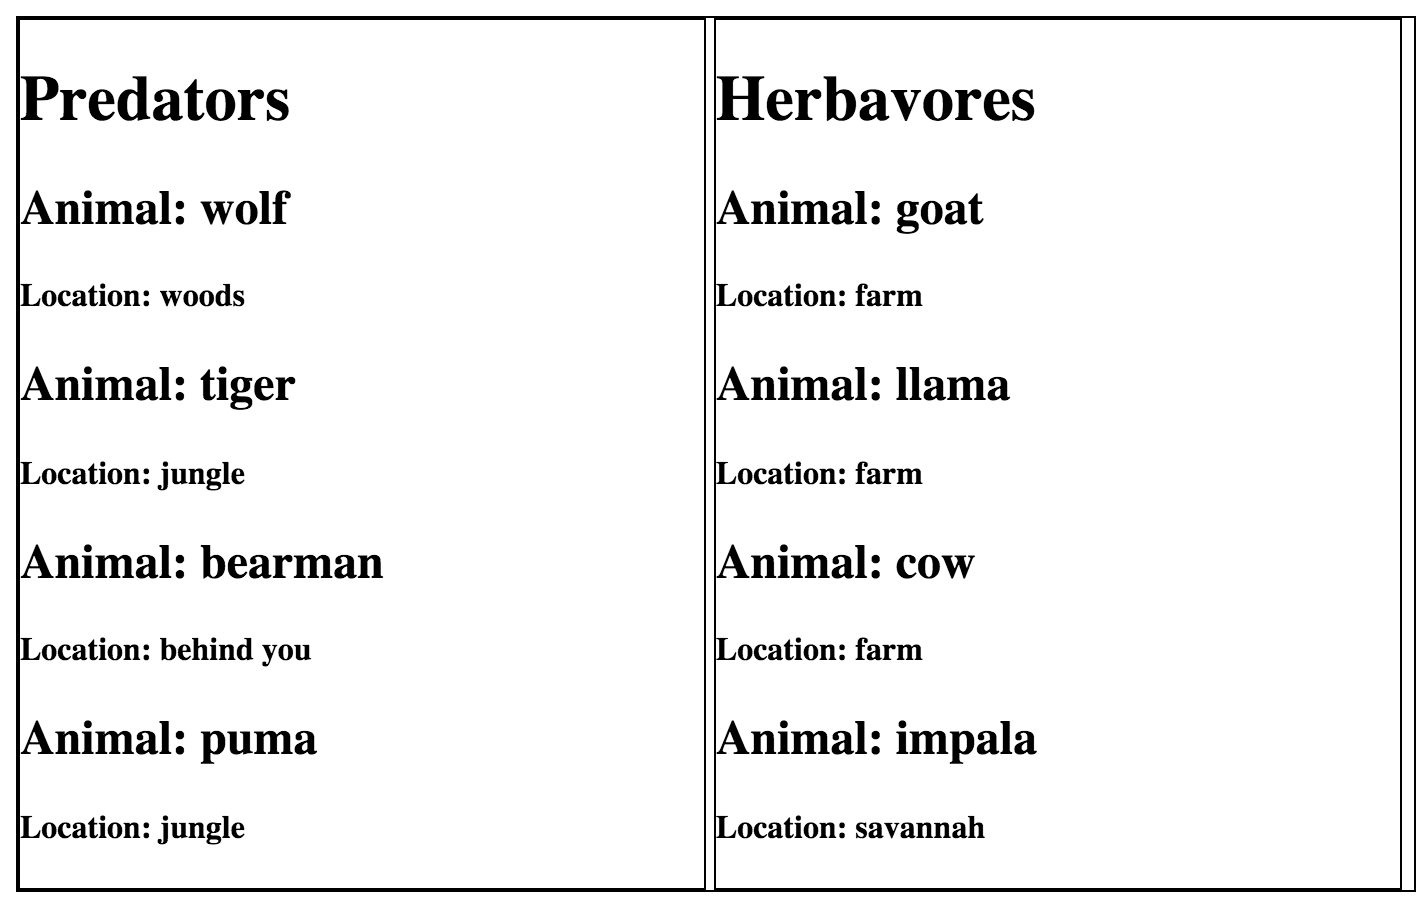 Predators
Animal: wolf
Location: woods
Animal: tiger
Location: jungle
Animal: bearman
Location: behind you
Animal: puma
Location: jungle
Herbavores
Animal: goat
Location: farm
Animal: llama
Location: farm
Animal: cow
Location: farm
Animal: impala
Location: savannah